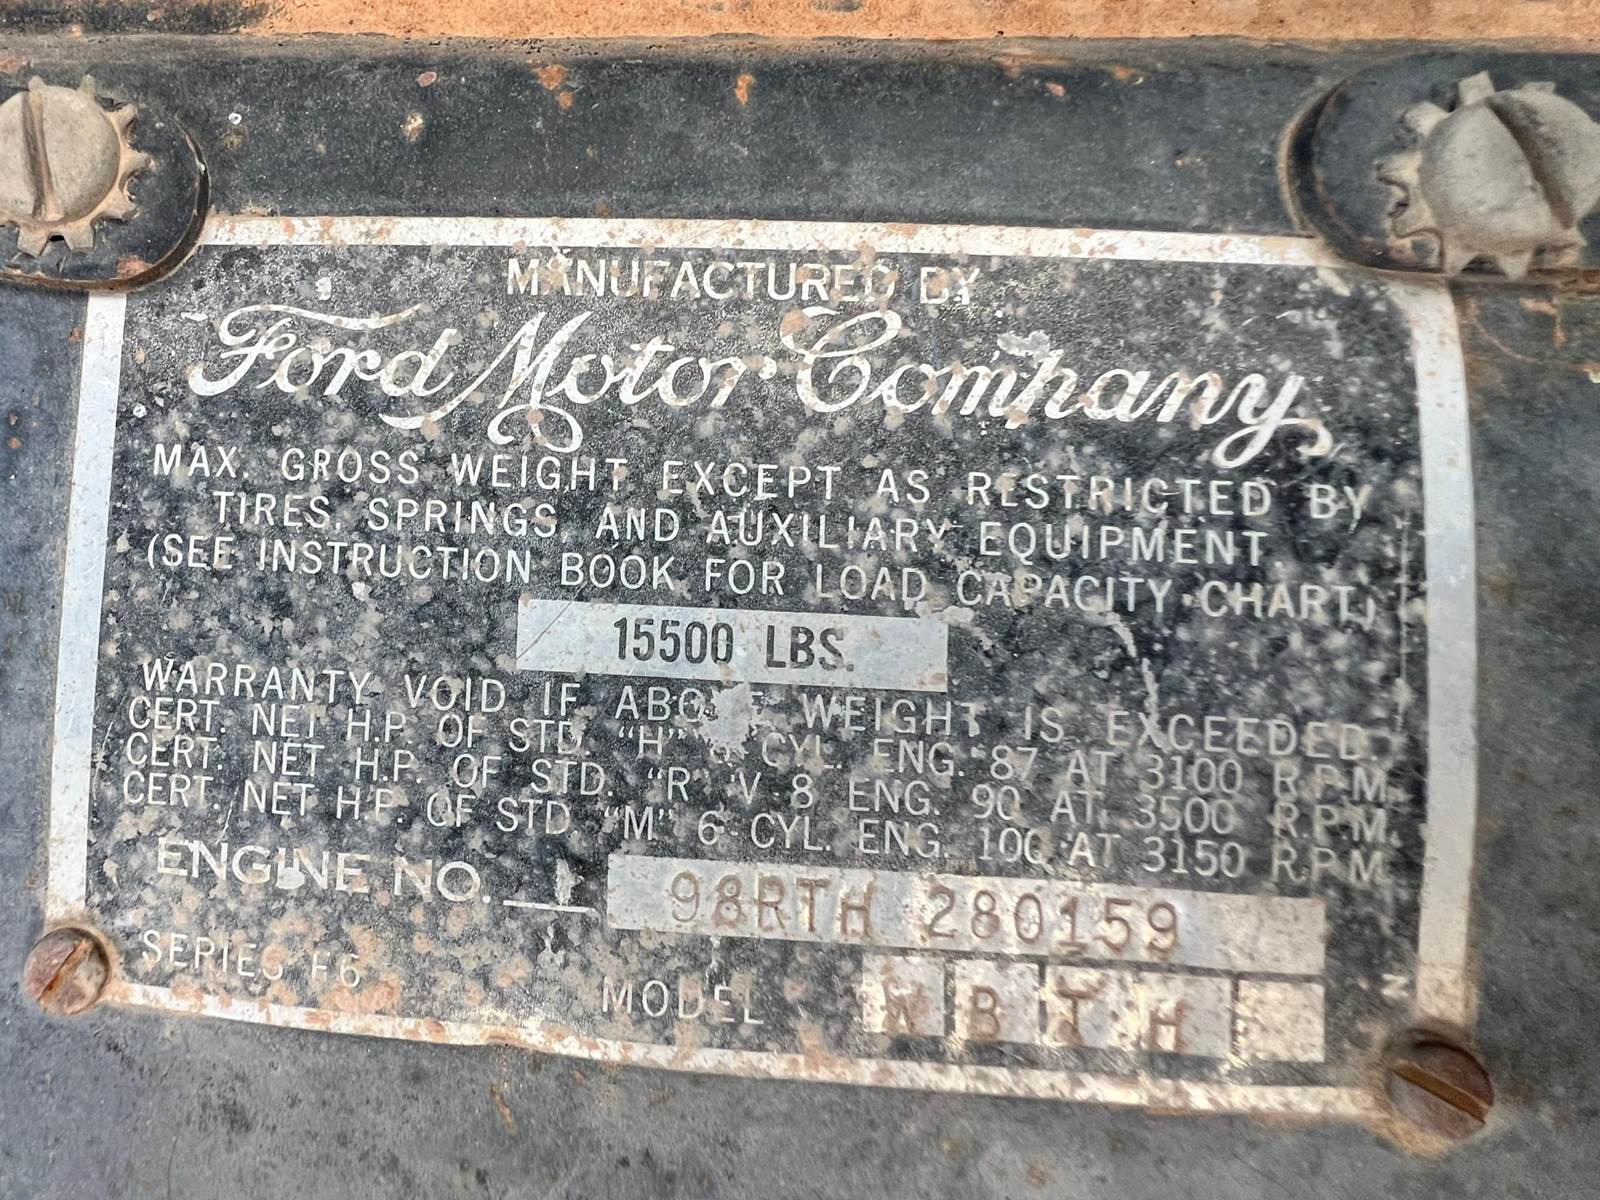 MANUFACTURED BY
Ford Motor Company
MAX. GROSS WEIGHT EXCEPT AS RESTRICTED BY
TIRES, SPRINGS, AND AUXILIARY EQUIPMENT.
(SEE INSTRUCTION BOOK FOR LOAD CAPACITY CHART.)
15500 LBS.
WARRANTY VOID IF ABOVE WEIGHT IS EXCEEDED.
CERT. NET H.P. OF STD. "H" CYL. ENG. 87 AT 3100 R.P.M.
CERT. NET H.P. OF STD. "R" V 8 ENG. 90 AT 3500 R.P.M.
CERT. NET H.P. OF STD. "M" 6 CYL. ENG. 100 AT 3150 R.P.M.
ENGINE NO. 98RTH 280159
SERIES F6 MODEL W B T H